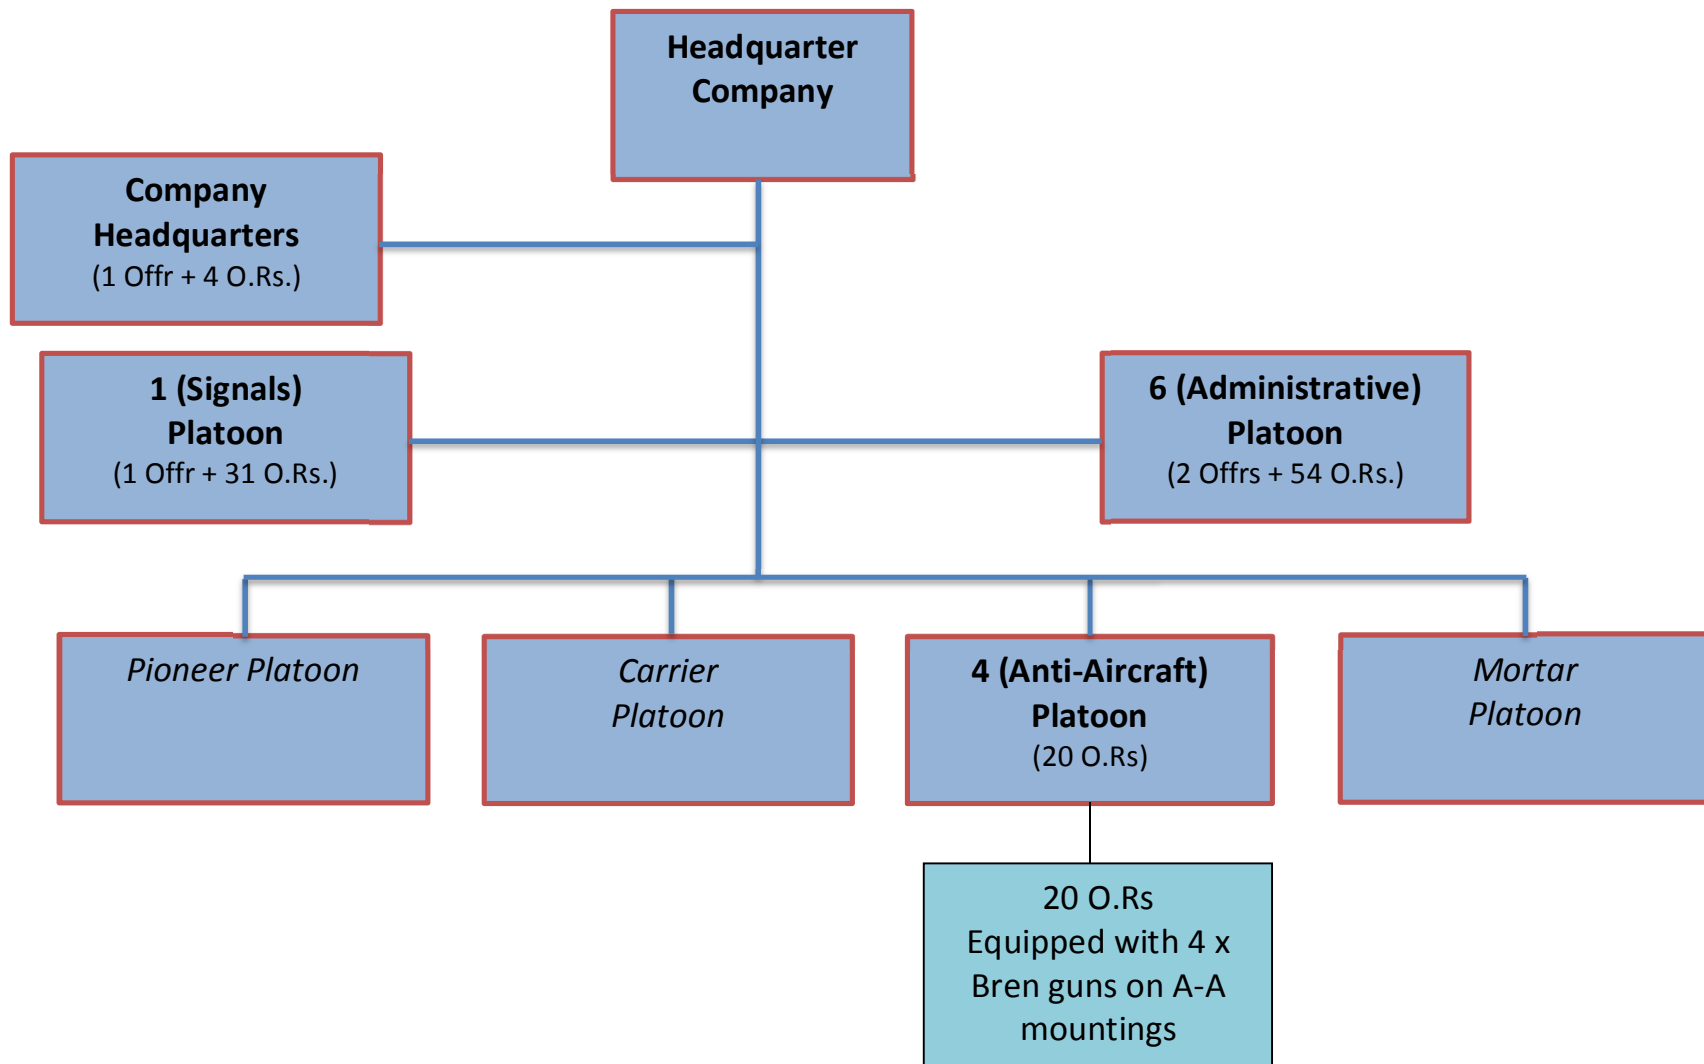 Headquarter
Company
Company
Headquarters
(1 Offr + 4 O.Rs.)
1 (Signals)
Platoon
(1 Offr + 31 O.Rs.)
6 (Administrative)
Platoon
(2 Offrs + 54 O.Rs.)
Pioneer Platoon
Carrier
Platoon
4 (Anti-Aircraft)
Platoon
(20 O.Rs)
Mortar
Platoon
20 O.Rs
Equipped with 4 x
Bren guns on A-A
mountings